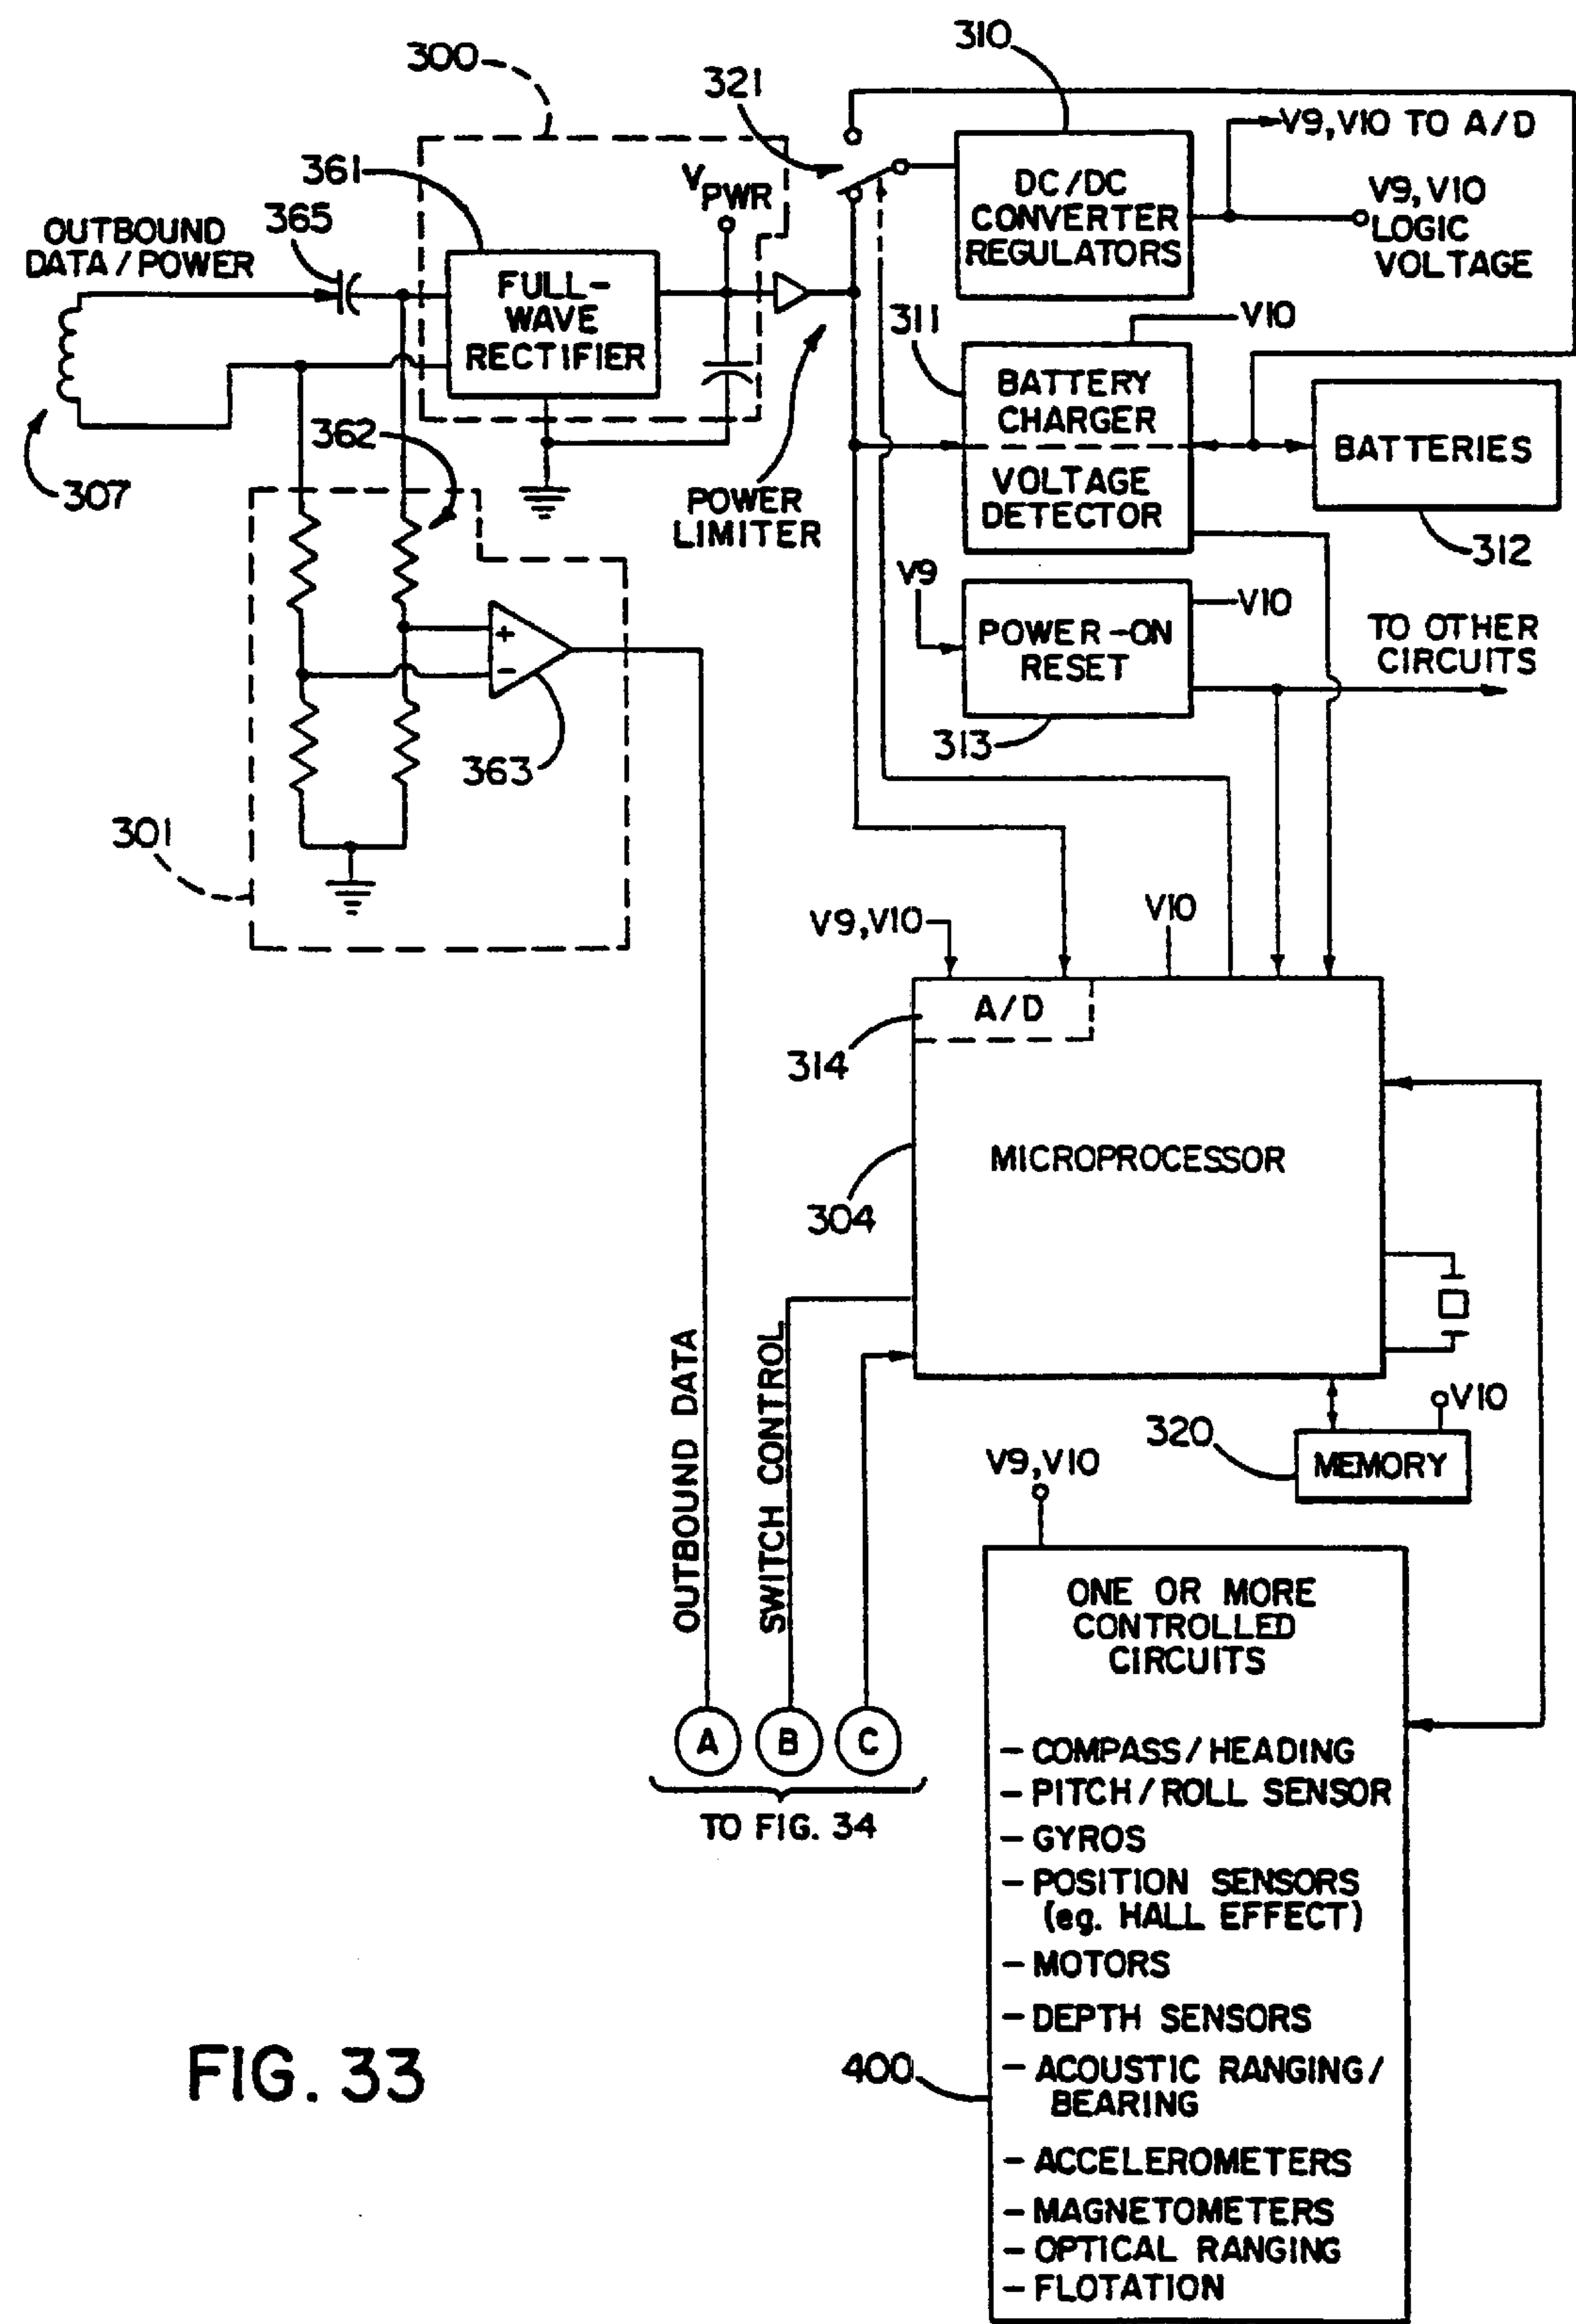 300
310
321
V9,V10 TO A/D
361
V PWR
365
OUTBOUND
DATA/POWER
DC/DC
CONVERTER
REGULATORS
V9, V10
LOGIC
VOLTAGE
FULL-
WAVE
RECTIFIER
311
V10
362
BATTERY
CHARGER
BATTERIES
307
POWER
LIMITER
VOLTAGE
DETECTOR
312
V9
V10
POWER-ON
RESET
TO OTHER
CIRCUITS
+
-
363
313
301
V9,V10
V10
A/D
314
MICROPROCESSOR
304
OUTBOUND DATA
SWITCH CONTROL
V10
320
MEMORY
V9,V10
ONE OR MORE
CONTROLLED
CIRCUITS
A
B
C
TO FIG. 34
- COMPASS/HEADING
- PITCH/ROLL SENSOR
- GYROS
- POSITION SENSORS
(eg. HALL EFFECT)
- MOTORS
- DEPTH SENSORS
400
- ACOUSTIC RANGING/
BEARING
- ACCELEROMETERS
- MAGNETOMETERS
- OPTICAL RANGING
- FLOTATION
FIG. 33